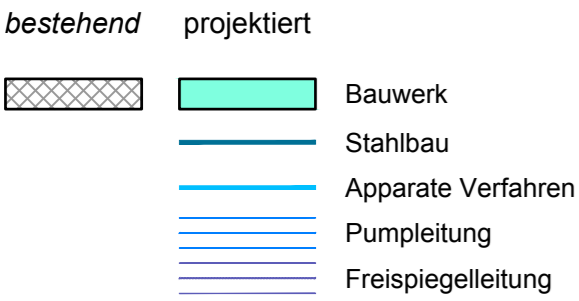 bestehend projektiert
Bauwerk
Stahlbau
Apparate Verfahren
Pumpleitung
Freispiegelleitung